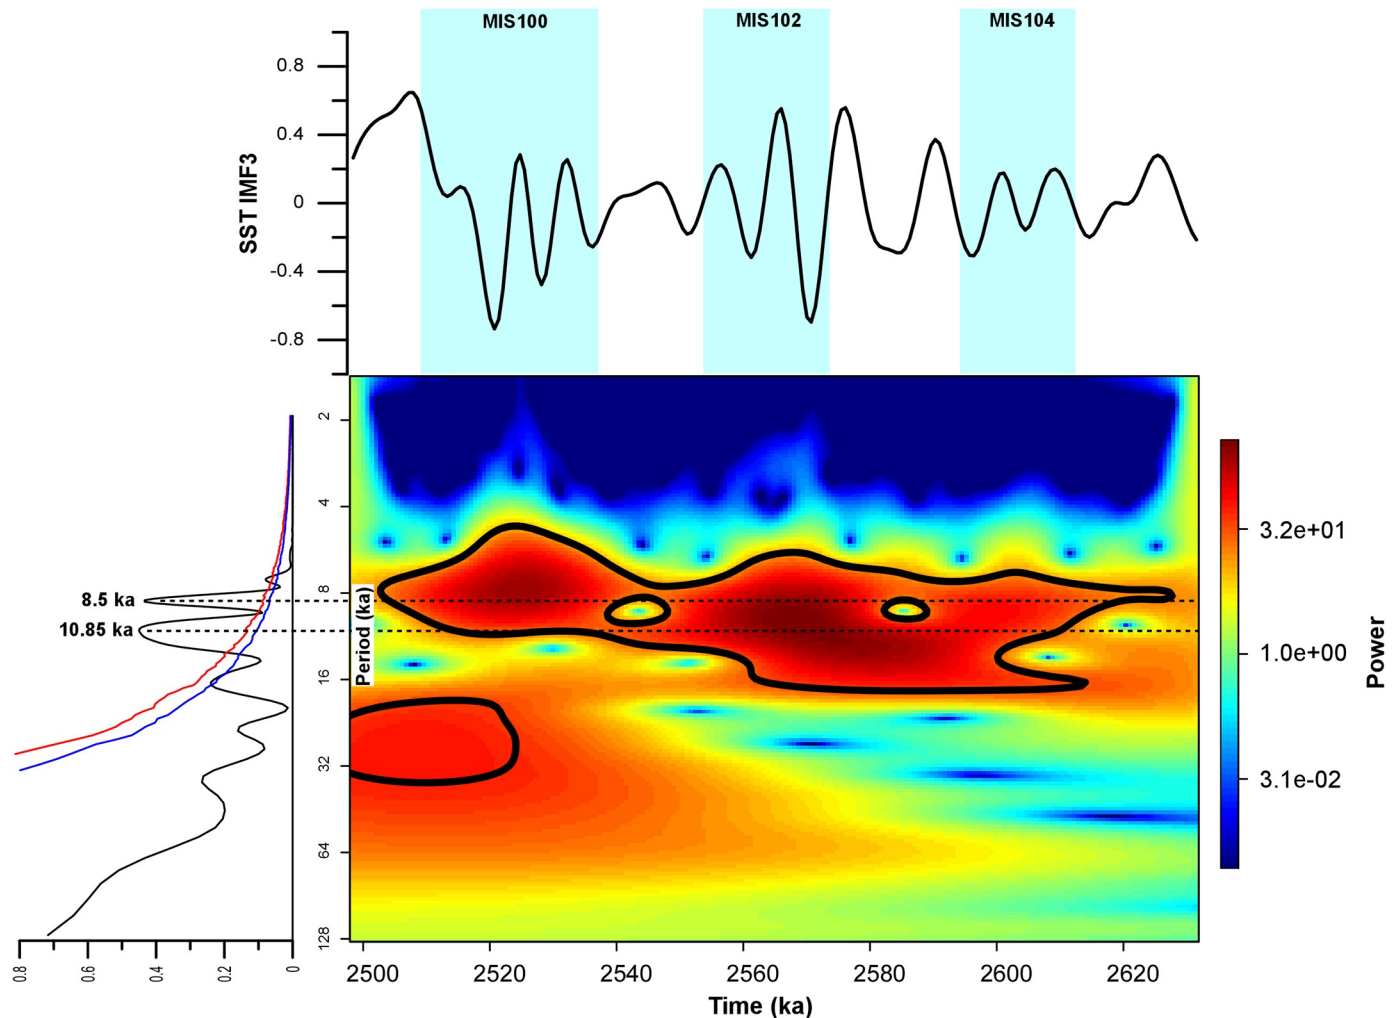 MIS100 MIS102 MIS104
SST IMF3
0.8
0.4
0
-0.4
-0.8
8.5 ka
10.85 ka
Period (ka)
2
4
8
16
32
64
128
3.2e+01
1.0e+00
3.1e-02
Power
0.8 0.6 0.4 0.2 0
2500 2520 2540 2560 2580 2600 2620
Time (ka)